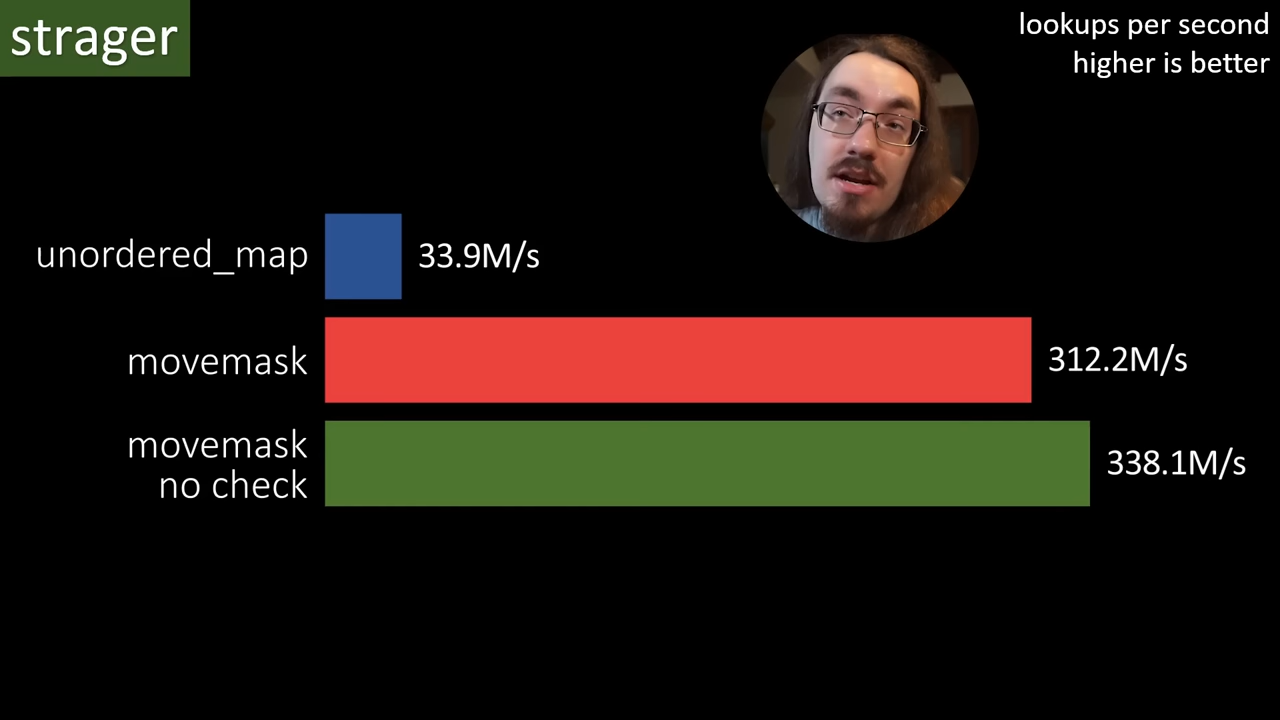 strager
lookups per second
higher is better
unordered_map
33.9M/s
movemask
312.2M/s
movemask
no check
338.1M/s